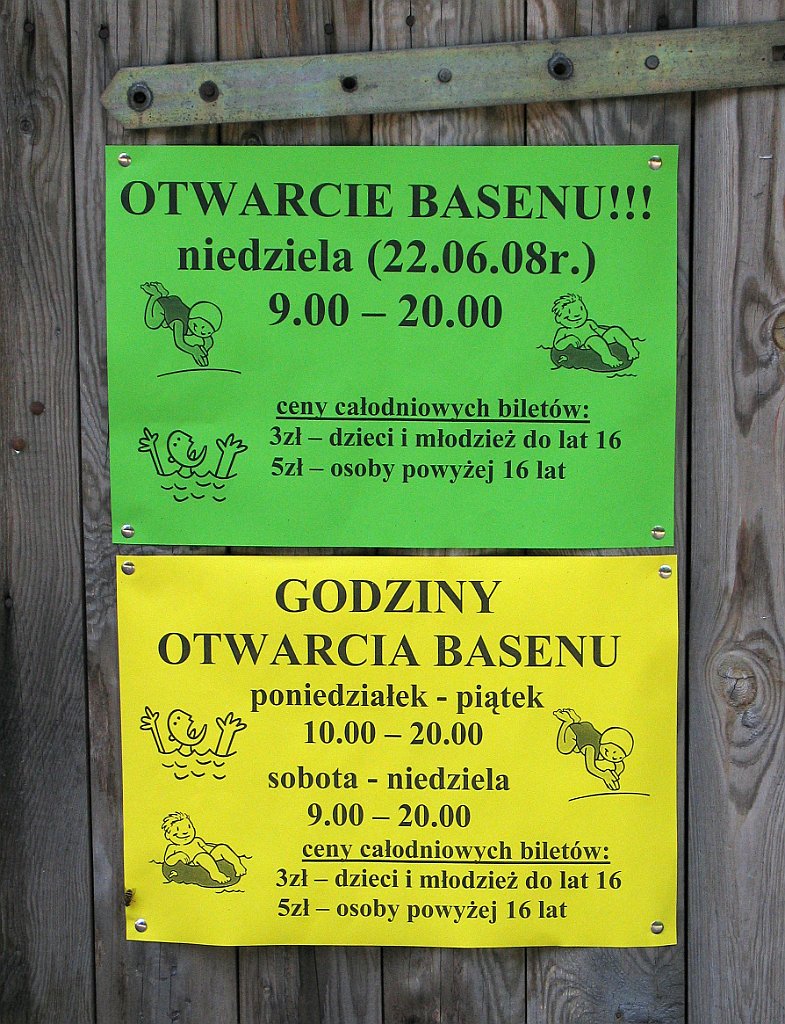 OTWARCIE BASENU!!!
niedziela (22.06.08r.)
9.00 – 20.00
ceny całodniowych biletów:
3zł – dzieci i młodzież do lat 16
5zł – osoby powyżej 16 lat
GODZINY
OTWARCIA BASENU
poniedziałek - piątek
10.00 – 20.00
sobota - niedziela
9.00 – 20.00
ceny całodniowych biletów:
3zł – dzieci i młodzież do lat 16
5zł – osoby powyżej 16 lat